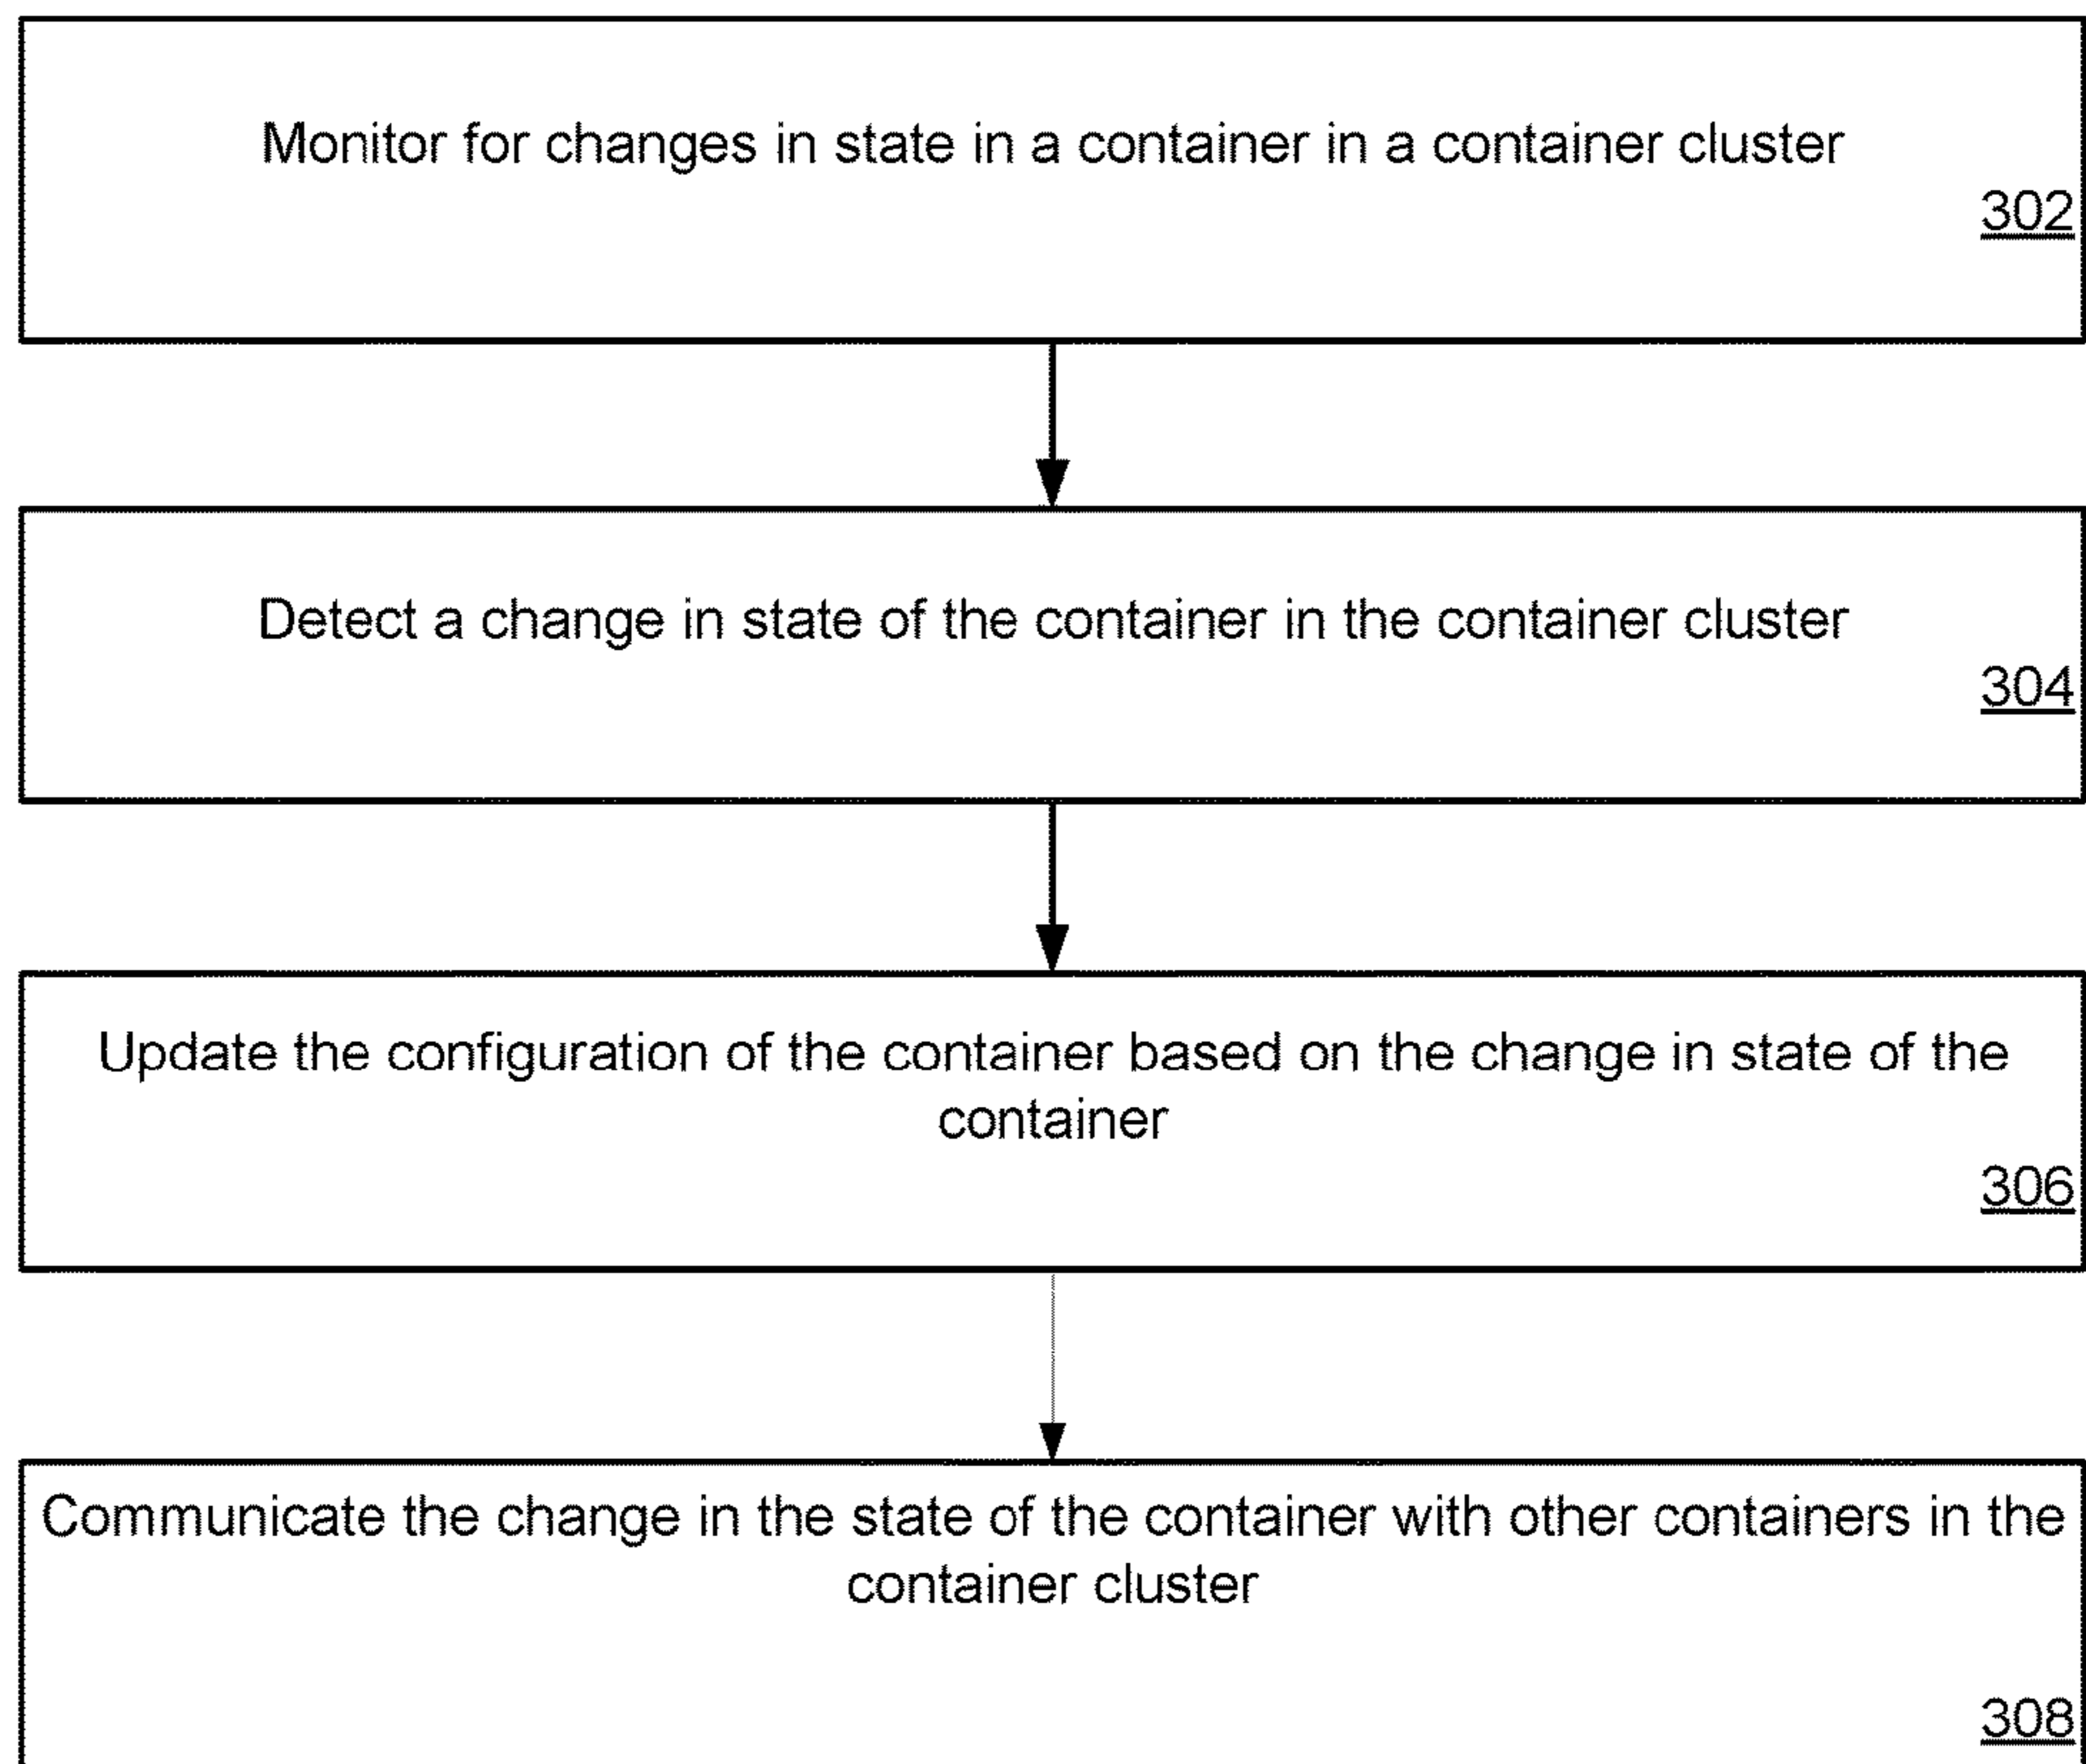 Monitor for changes in state in a container in a container cluster
302
Detect a change in state of the container in the container cluster
304
Update the configuration of the container based on the change in state of the
container
306
Communicate the change in the state of the container with other containers in the
container cluster
308